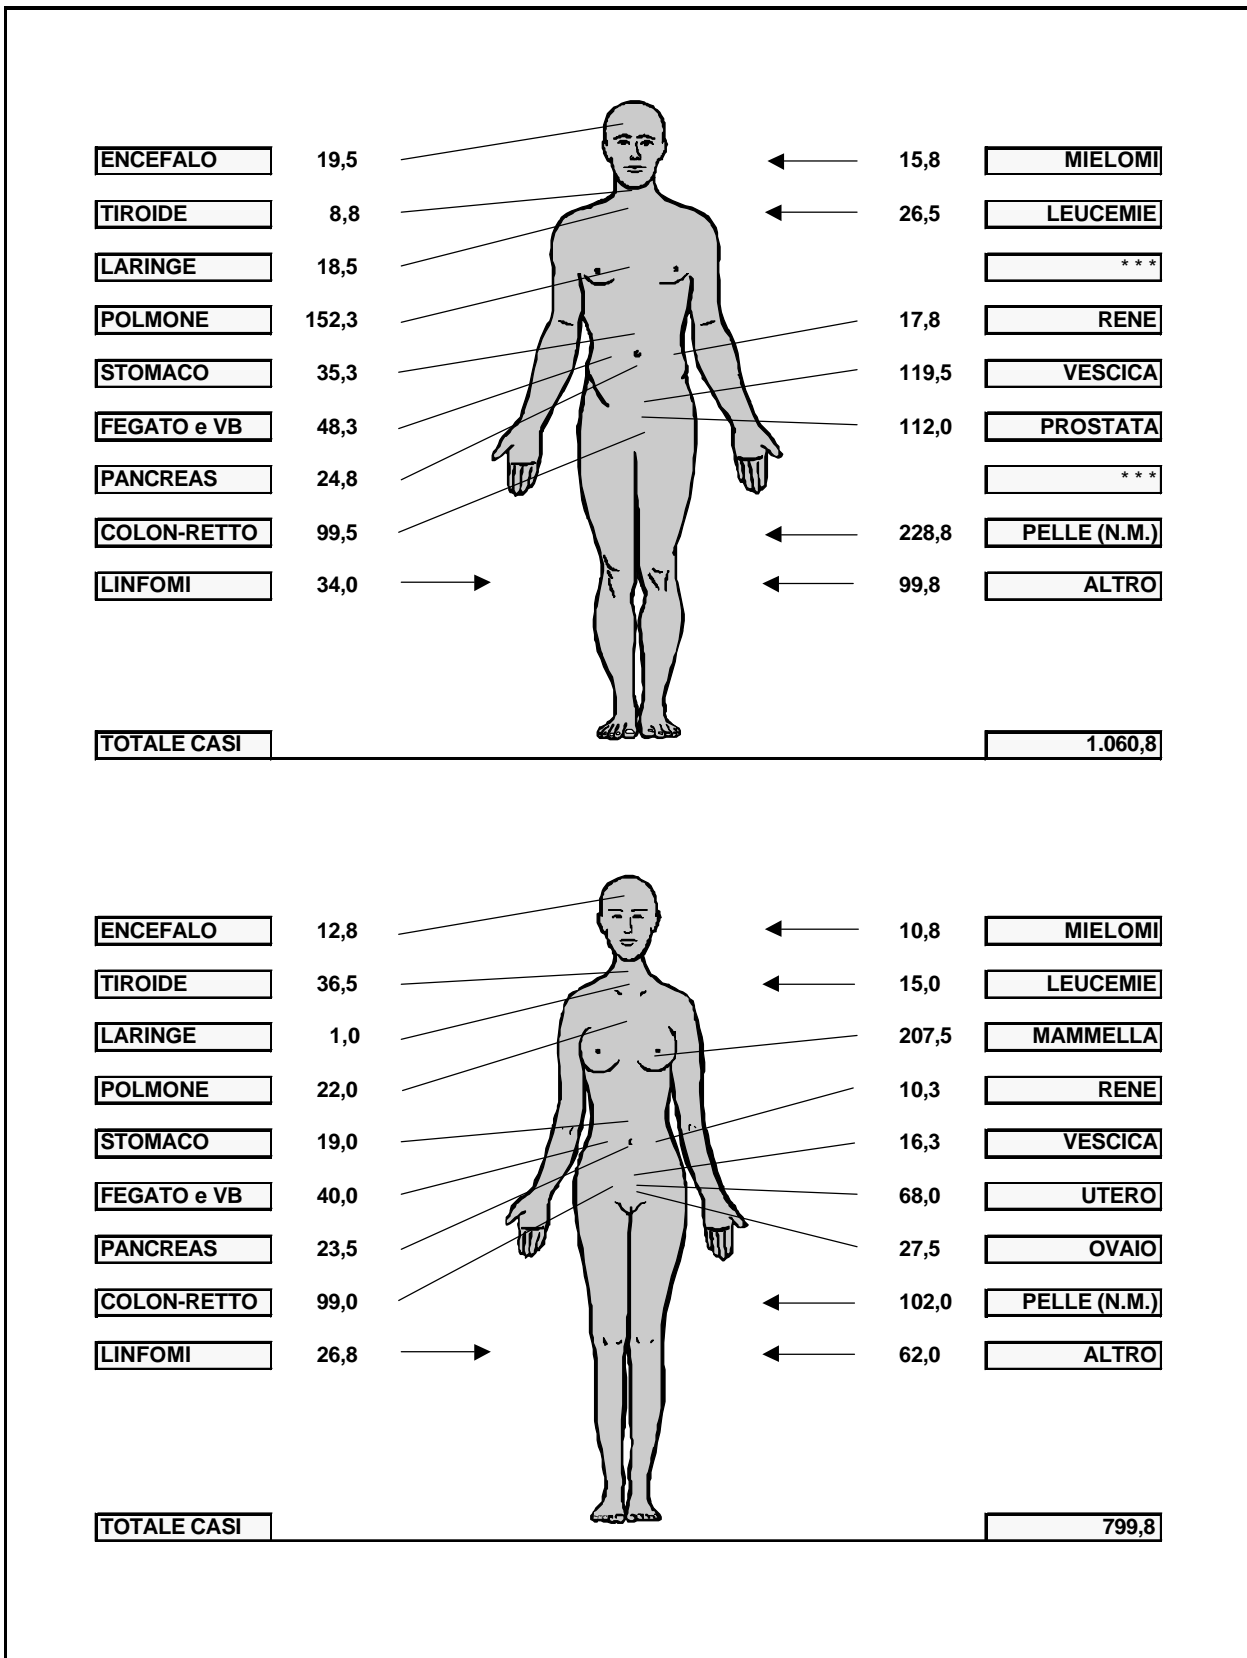 ENCEFALO 19,5 15,8 MIELOMI
TIROIDE 8,8 26,5 LEUCEMIE
LARINGE 18,5 * * *
POLMONE 152,3 17,8 RENE
STOMACO 35,3 119,5 VESCICA
FEGATO e VB 48,3 112,0 PROSTATA
PANCREAS 24,8 * * *
COLON-RETTO 99,5 228,8 PELLE (N.M.)
LINFOMI 34,0 99,8 ALTRO
TOTALE CASI 1.060,8
ENCEFALO 12,8 10,8 MIELOMI
TIROIDE 36,5 15,0 LEUCEMIE
LARINGE 1,0 207,5 MAMMELLA
POLMONE 22,0 10,3 RENE
STOMACO 19,0 16,3 VESCICA
FEGATO e VB 40,0 68,0 UTERO
PANCREAS 23,5 27,5 OVAIO
COLON-RETTO 99,0 102,0 PELLE (N.M.)
LINFOMI 26,8 62,0 ALTRO
TOTALE CASI 799,8